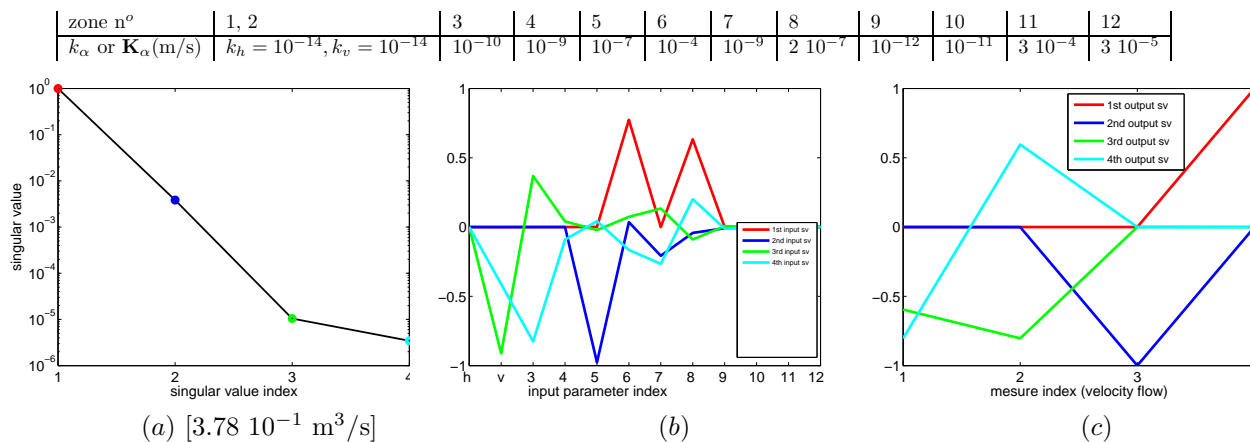 zone nᵒ 1, 2 3 4 5 6 7 8 9 10 11 12
k_α or K_α(m/s) k_h = 10⁻¹⁴, k_v = 10⁻¹⁴ 10⁻¹⁰ 10⁻⁹ 10⁻⁷ 10⁻⁴ 10⁻⁹ 2 10⁻⁷ 10⁻¹² 10⁻¹¹ 3 10⁻⁴ 3 10⁻⁵
10⁰
10⁻¹
10⁻²
10⁻³
10⁻⁴
10⁻⁵
10⁻⁶
singular value
1 2 3 4
singular value index
(a) [3.78 10⁻¹ m³/s]
1
0.5
0
−0.5
−1
1st input sv
2nd input sv
3rd input sv
4th input sv
h v 3 4 5 6 7 8 9 10 11 12
input parameter index
(b)
1
0.5
0
−0.5
−1
1st output sv
2nd output sv
3rd output sv
4th output sv
1 2 3
mesure index (velocity flow)
(c)